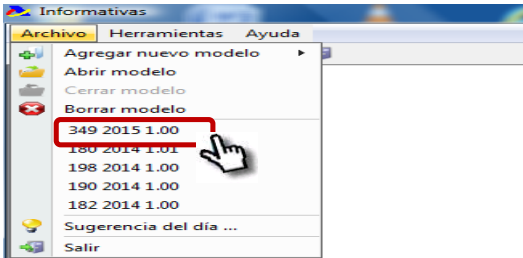 Informativas
Archivo Herramientas Ayuda
Agregar nuevo modelo
Abrir modelo
Cerrar modelo
Borrar modelo
349 2015 1.00
180 2014 1.01
198 2014 1.00
190 2014 1.00
182 2014 1.00
Sugerencia del día ...
Salir